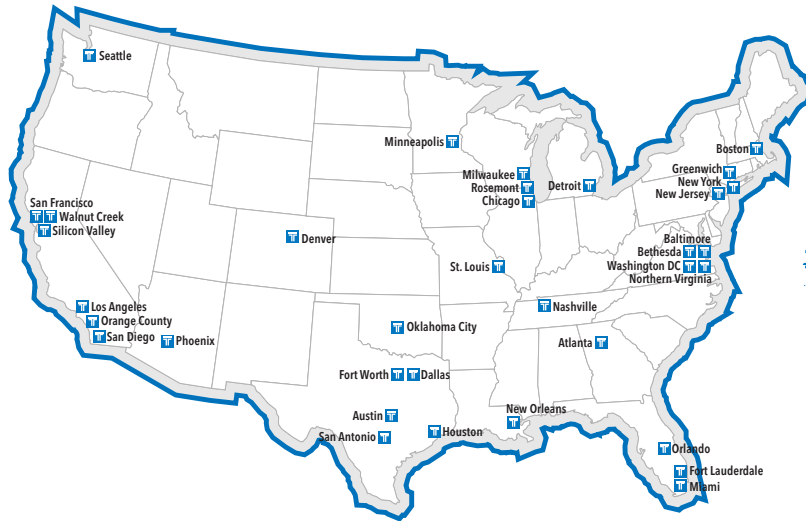 Seattle
Minneapolis
Boston
Milwaukee
Greenwich
Rosemont
Detroit
New York
Chicago
New Jersey
San Francisco
Walnut Creek
Silicon Valley
Denver
Baltimore
Bethesda
St. Louis
Washington DC
Northern Virginia
Los Angeles
Nashville
Orange County
Oklahoma City
San Diego
Phoenix
Atlanta
Fort Worth
Dallas
New Orleans
Austin
Houston
San Antonio
Orlando
Fort Lauderdale
Miami